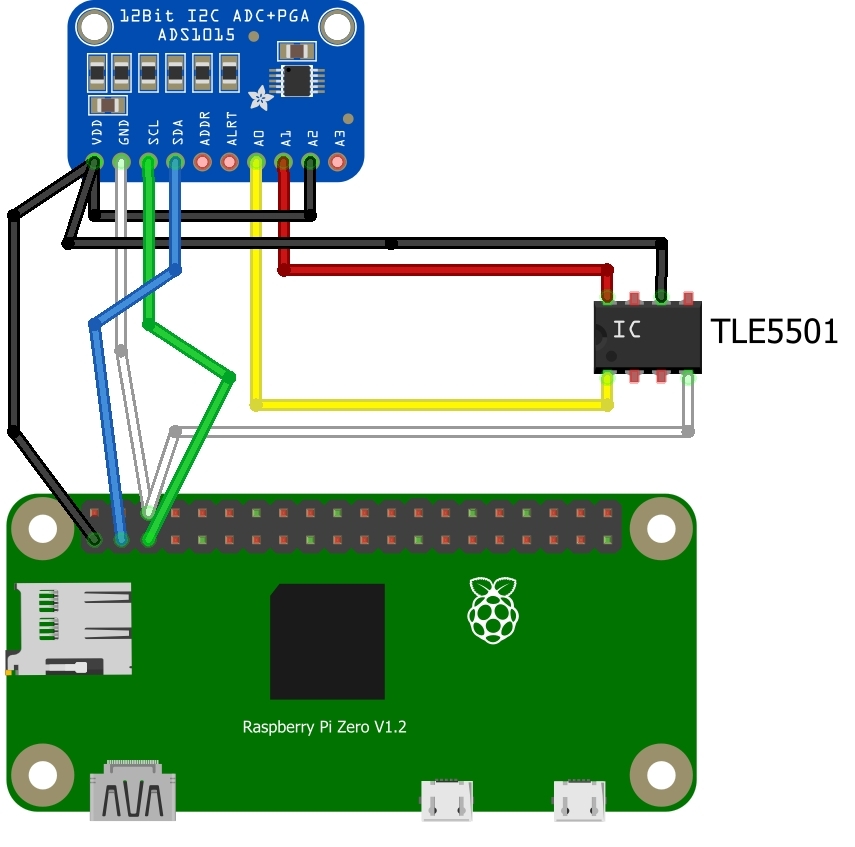 12Bit I2C ADC+PGA
ADS1015
VDD
GND
SCL
SDA
ADDR
ALRT
A0
A1
A2
A3
IC
TLE5501
Raspberry Pi Zero V1.2